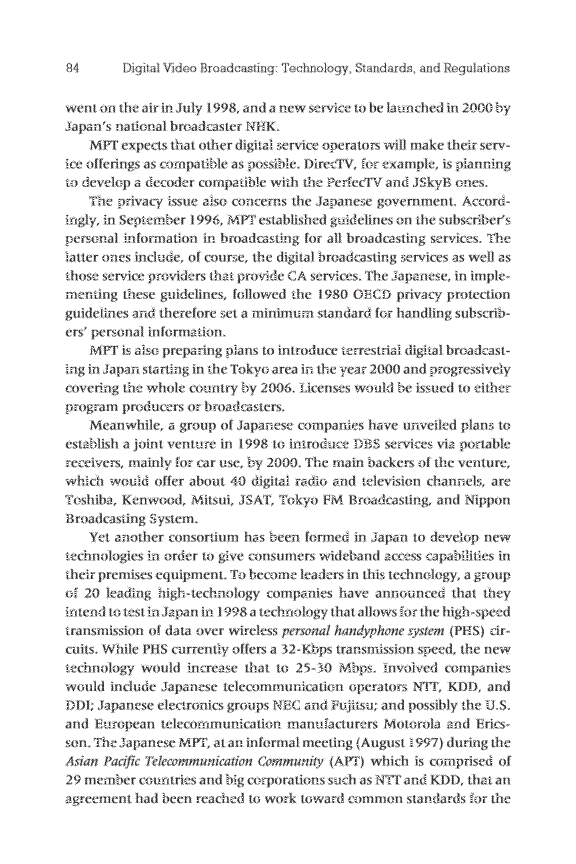 84 Digital Video Broadcasting: Technology, Standards, and Regulations
went on the air in July 1998, and a new service to be launched in 2000 by
Japan's national broadcaster NHK.
MPT expects that other digital service operators will make their serv-
ice offerings as compatible as possible. DirecTV, for example, is planning
to develop a decoder compatible with the PerfecTV and JSkyB ones.
The privacy issue also concerns the Japanese government. Accord-
ingly, in September 1996, MPT established guidelines on the subscriber's
personal information in broadcasting for all broadcasting services. The
latter ones include, of course, the digital broadcasting services as well as
those service providers that provide CA services. The Japanese, in imple-
menting these guidelines, followed the 1980 OECD privacy protection
guidelines and therefore set a minimum standard for handling subscrib-
ers' personal information.
MPT is also preparing plans to introduce terrestrial digital broadcast-
ing in Japan starting in the Tokyo area in the year 2000 and progressively
covering the whole country by 2006. Licenses would be issued to either
program producers or broadcasters.
Meanwhile, a group of Japanese companies have unveiled plans to
establish a joint venture in 1998 to introduce DBS services via portable
receivers, mainly for car use, by 2000. The main backers of the venture,
which would offer about 40 digital radio and television channels, are
Toshiba, Kenwood, Mitsui, JSAT, Tokyo FM Broadcasting, and Nippon
Broadcasting System.
Yet another consortium has been formed in Japan to develop new
technologies in order to give consumers wideband access capabilities in
their premises equipment. To become leaders in this technology, a group
of 20 leading high-technology companies have announced that they
intend to test in Japan in 1998 a technology that allows for the high-speed
transmission of data over wireless personal handyphone system (PHS) cir-
cuits. While PHS currently offers a 32-Kbps transmission speed, the new
technology would increase that to 25-30 Mbps. Involved companies
would include Japanese telecommunication operators NTT, KDD, and
DDI; Japanese electronics groups NEC and Fujitsu; and possibly the U.S.
and European telecommunication manufacturers Motorola and Erics-
son. The Japanese MPT, at an informal meeting (August 1997) during the
Asian Pacific Telecommunication Community (APT) which is comprised of
29 member countries and big corporations such as NTT and KDD, that an
agreement had been reached to work toward common standards for the